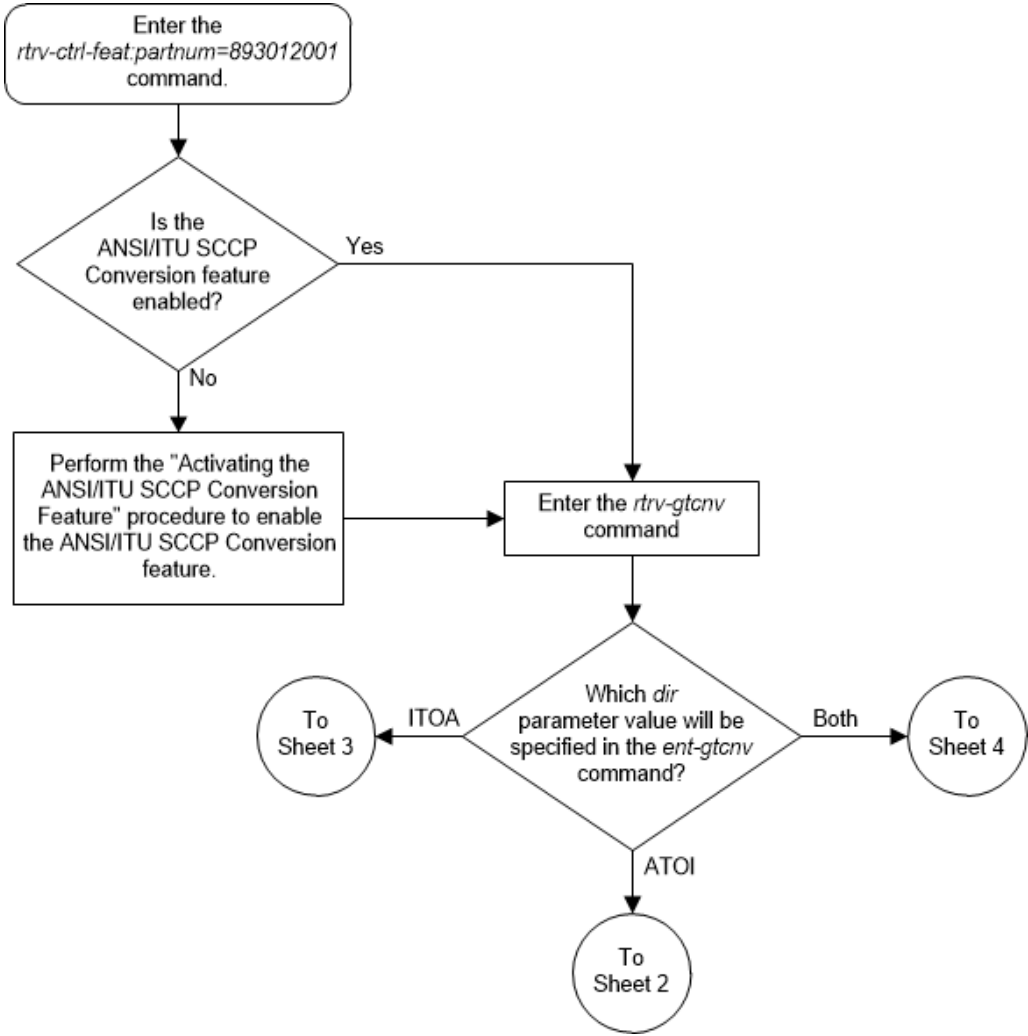 Enter the
rtrv-ctrl-feat:partnum=893012001
command.
Is the
ANSI/ITU SCCP
Conversion feature
enabled?
Yes
No
Perform the "Activating the
ANSI/ITU SCCP Conversion
Feature" procedure to enable
the ANSI/ITU SCCP Conversion
feature.
Enter the rtrv-gtcnv
command
Which dir
parameter value will be
specified in the ent-gtcnv
command?
ITOA
To
Sheet 3
Both
To
Sheet 4
ATOI
To
Sheet 2